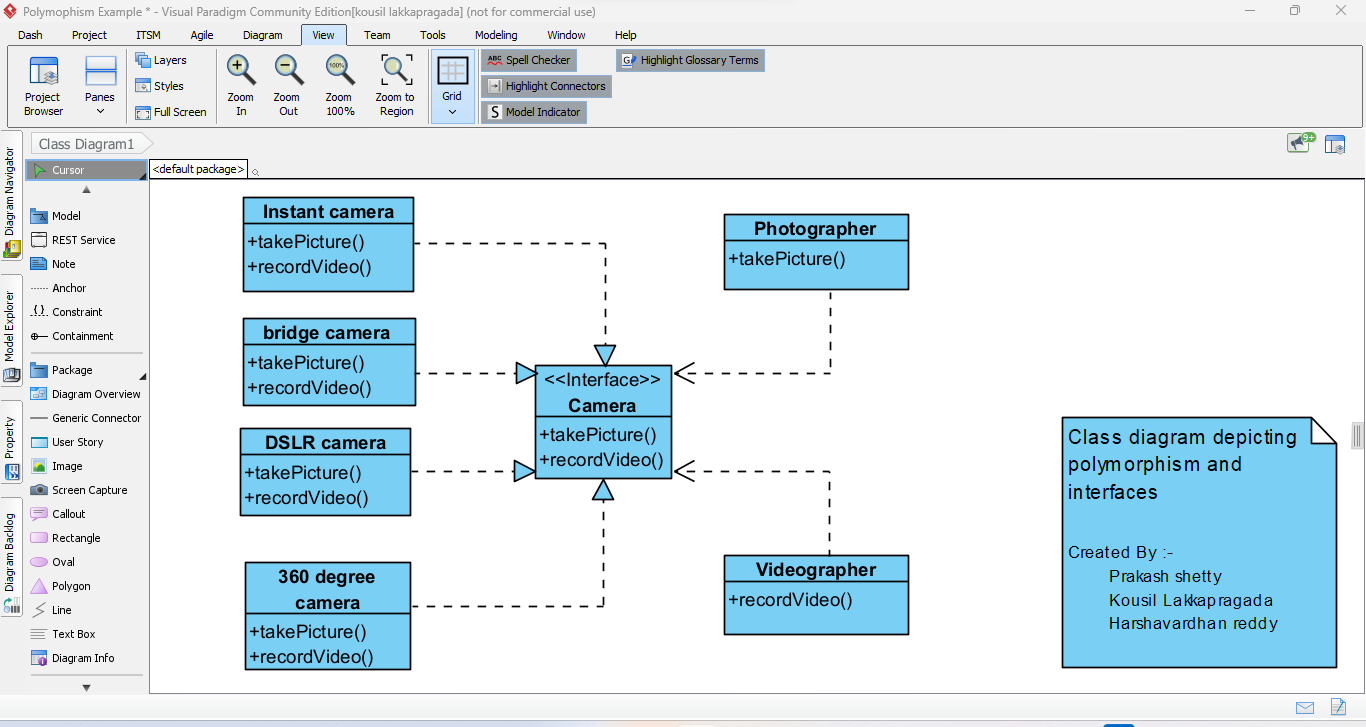 Polymophism Example * - Visual Paradigm Community Edition[kousil lakkapragada] (not for commercial use)
Dash Project ITSM Agile Diagram View Team Tools Modeling Window Help
Project Browser
Panes
Layers
Styles
Full Screen
Zoom In
Zoom Out
100%
Zoom 100%
Zoom to Region
Grid
ABC Spell Checker
Highlight Connectors
S Model Indicator
G Highlight Glossary Terms
Class Diagram1
9+
Diagram Navigator
Model Explorer
Property
Diagram Backlog
Cursor
Model
REST Service
Note
Anchor
Constraint
Containment
Package
Diagram Overview
Generic Connector
User Story
Image
Screen Capture
Callout
Rectangle
Oval
Polygon
Line
Text Box
Diagram Info
<default package>
Instant camera
+takePicture()
+recordVideo()
bridge camera
+takePicture()
+recordVideo()
DSLR camera
+takePicture()
+recordVideo()
360 degree
camera
+takePicture()
+recordVideo()
<<Interface>>
Camera
+takePicture()
+recordVideo()
Photographer
+takePicture()
Videographer
+recordVideo()
Class diagram depicting
polymorphism and
interfaces
Created By :-
Prakash shetty
Kousil Lakkapragada
Harshavardhan reddy